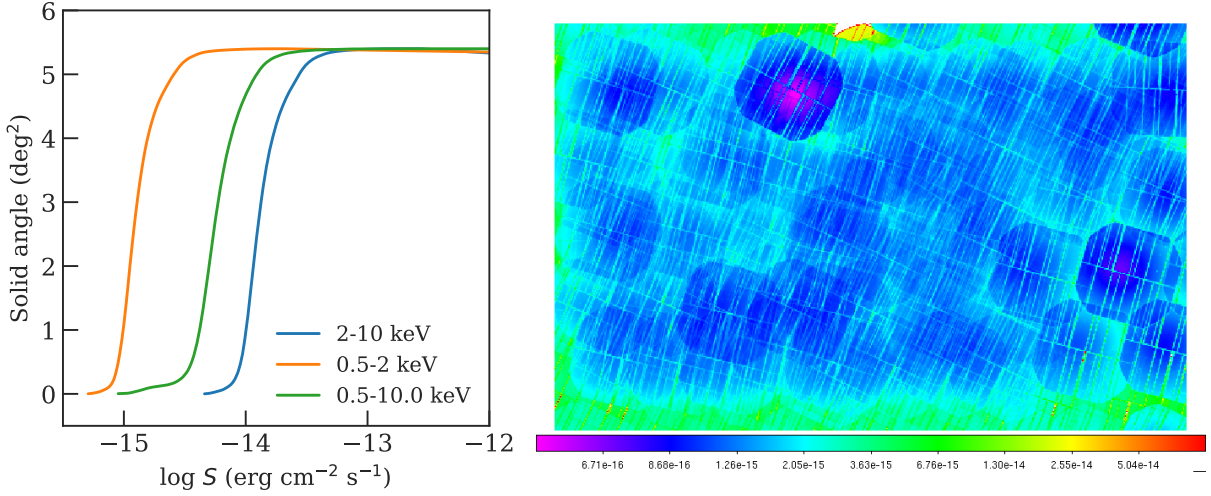 6
5
4
3
2
1
0
Solid angle (deg²)
2-10 keV
0.5-2 keV
0.5-10.0 keV
−15
−14
−13
−12
log S (erg cm⁻² s⁻¹)
6.71e-16
8.68e-16
1.26e-15
2.05e-15
3.63e-15
6.76e-15
1.30e-14
2.55e-14
5.04e-14